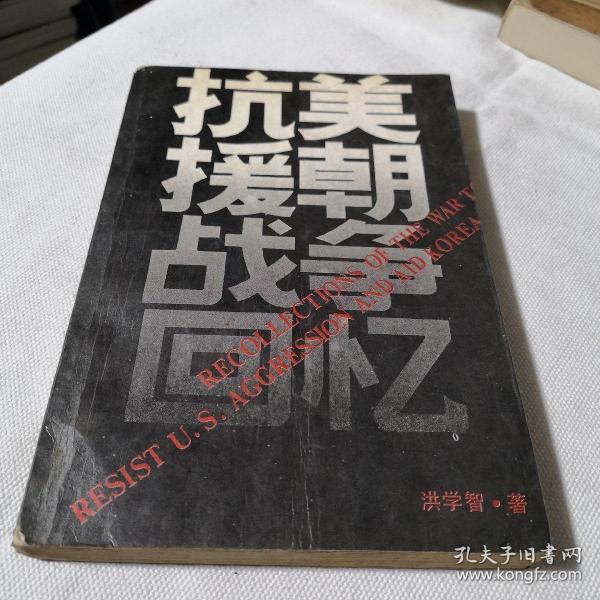 抗美
援朝
战争
回忆
RECOLLECTIONS OF THE WAR TO
RESIST U.S. AGGRESSION AND AID KOREA
洪学智·著
孔夫子旧书网
www.kongfz.com